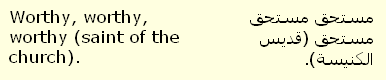 Worthy, worthy,
worthy (saint of the
church).
مستحق مستحق
مستحق (قديس
الكنيسة).